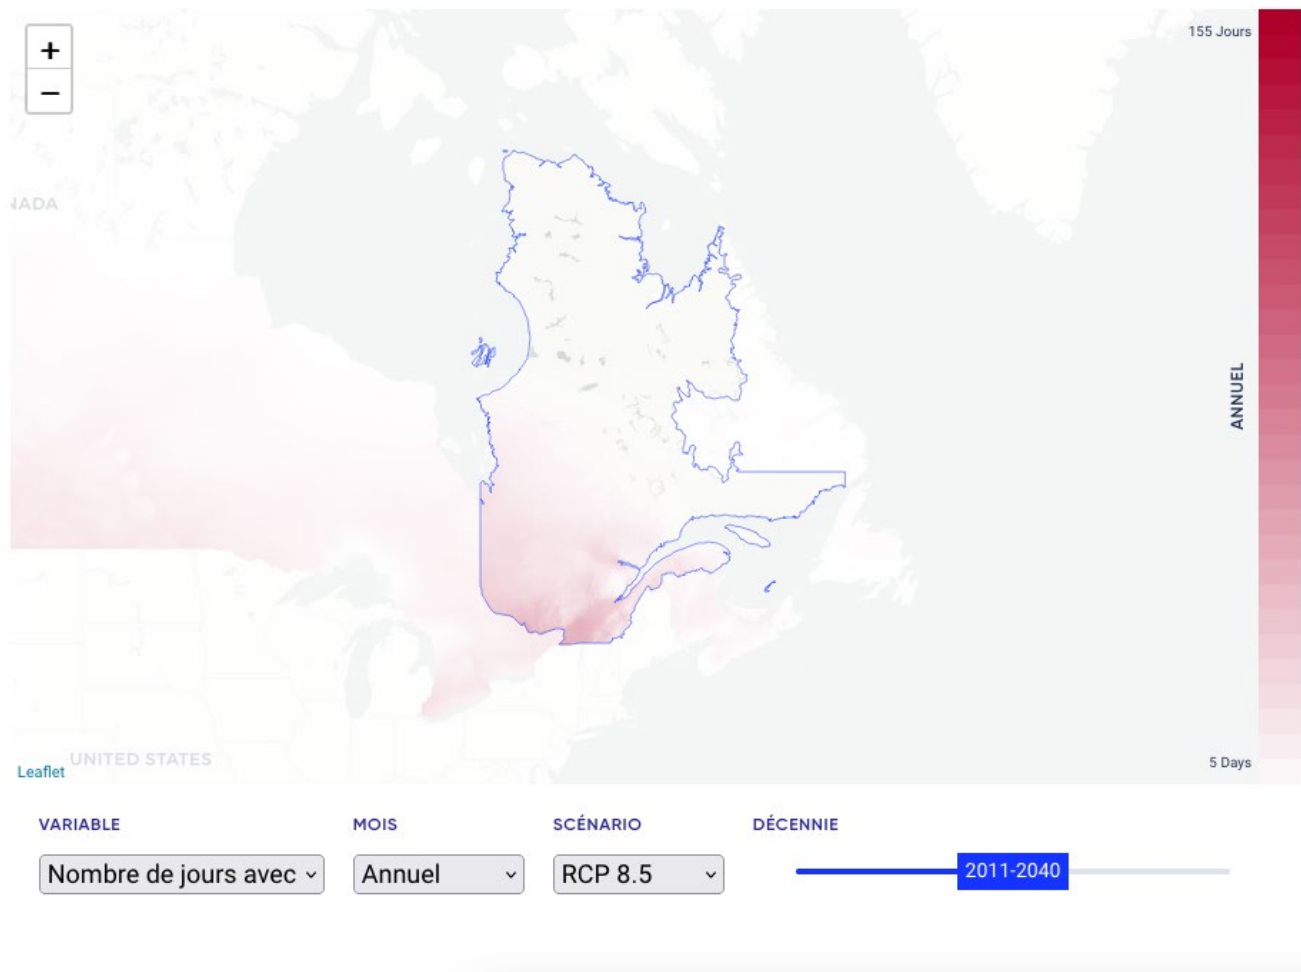 +
155 Jours
−
NADA
ANNUEL
UNITED STATES
5 Days
Leaflet
VARIABLE
MOIS
SCÉNARIO
DÉCENNIE
Nombre de jours avec
Annuel
RCP 8.5
2011-2040